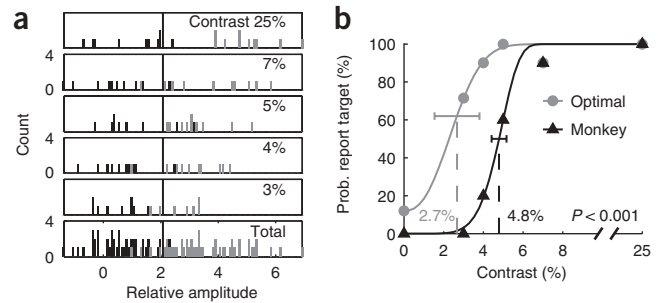 a
Contrast 25%
4
0
7%
5%
4
0
4%
3%
4
0
Total
Count
0 2 4 6
Relative amplitude
b
100
80
60
40
20
0
Prob. report target (%)
Optimal
Monkey
2.7%
4.8%
P < 0.001
0 2 4 6 8 25
Contrast (%)